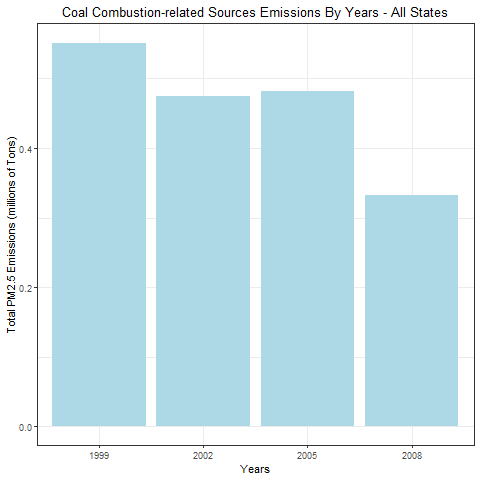 Coal Combustion-related Sources Emissions By Years - All States
Total PM2.5 Emissions (millions of Tons)
0.4
0.2
0.0
1999 2002 2005 2008
Years